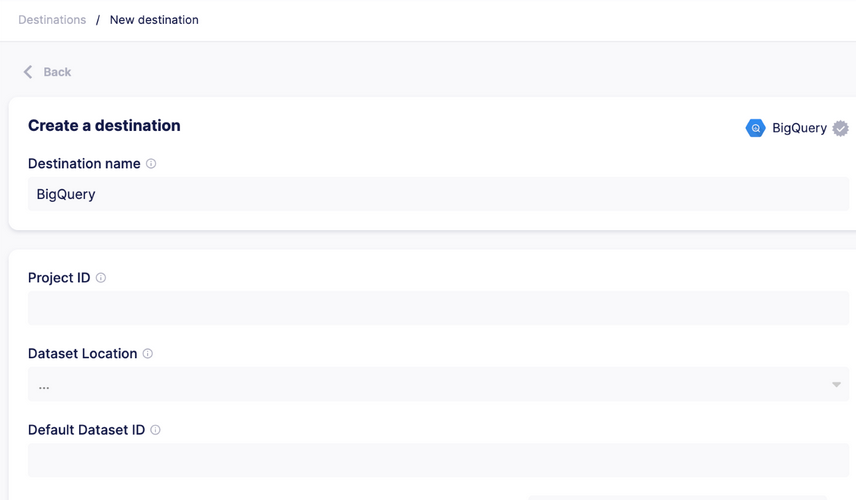 Destinations / New destination
Back
Create a destination
BigQuery
Destination name
BigQuery
Project ID
Dataset Location
...
Default Dataset ID